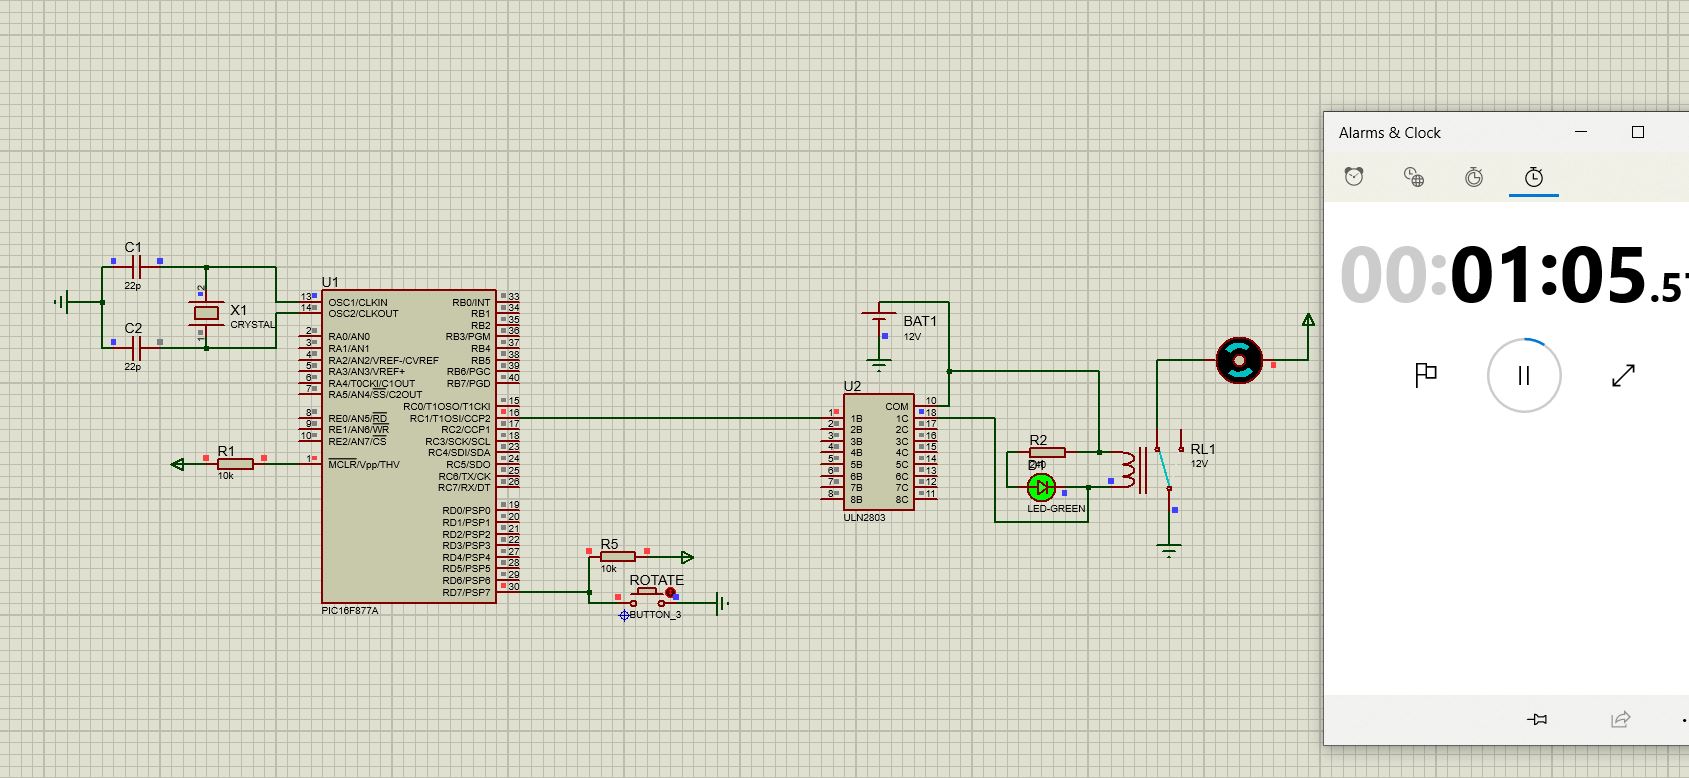 Alarms & Clock
00:01:05
C1
22p
X1
CRYSTAL
C2
22p
R1
10k
U1
13 OSC1/CLKIN
14 OSC2/CLKOUT
2 RA0/AN0
3 RA1/AN1
4 RA2/AN2/VREF-/CVREF
5 RA3/AN3/VREF+
6 RA4/T0CKI/C1OUT
7 RA5/AN4/SS/C2OUT
8 RE0/AN5/RD
9 RE1/AN6/WR
10 RE2/AN7/CS
1 MCLR/Vpp/THV
RB0/INT 33
RB1 34
RB2 35
RB3/PGM 36
RB4 37
RB5 38
RB6/PGC 39
RB7/PGD 40
RC0/T1OSO/T1CKI 15
RC1/T1OSI/CCP2 16
RC2/CCP1 17
RC3/SCK/SCL 18
RC4/SDI/SDA 23
RC5/SDO 24
RC6/TX/CK 25
RC7/RX/DT 26
RD0/PSP0 19
RD1/PSP1 20
RD2/PSP2 21
RD3/PSP3 22
RD4/PSP4 27
RD5/PSP5 28
RD6/PSP6 29
RD7/PSP7 30
PIC16F877A
R5
10k
ROTATE
BUTTON_3
BAT1
12V
U2
COM 10
1 1B 1C 18
2 2B 2C 17
3 3B 3C 16
4 4B 4C 15
5 5B 5C 14
6 6B 6C 13
7 7B 7C 12
8 8B 8C 11
ULN2803
R2
LED-GREEN
RL1
12V